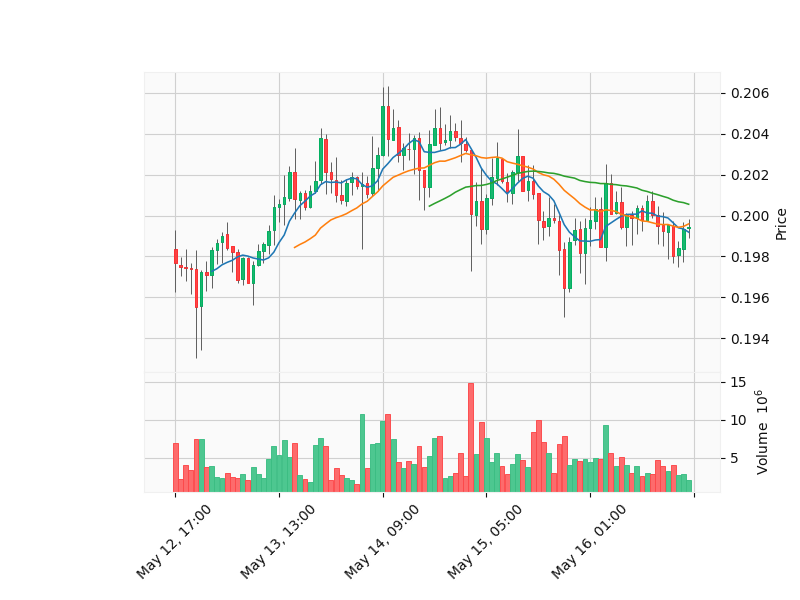 0.206
0.204
0.202
0.200
0.198
0.196
0.194
Price
15
10
5
Volume 10⁶
May 12, 17:00
May 13, 13:00
May 14, 09:00
May 15, 05:00
May 16, 01:00